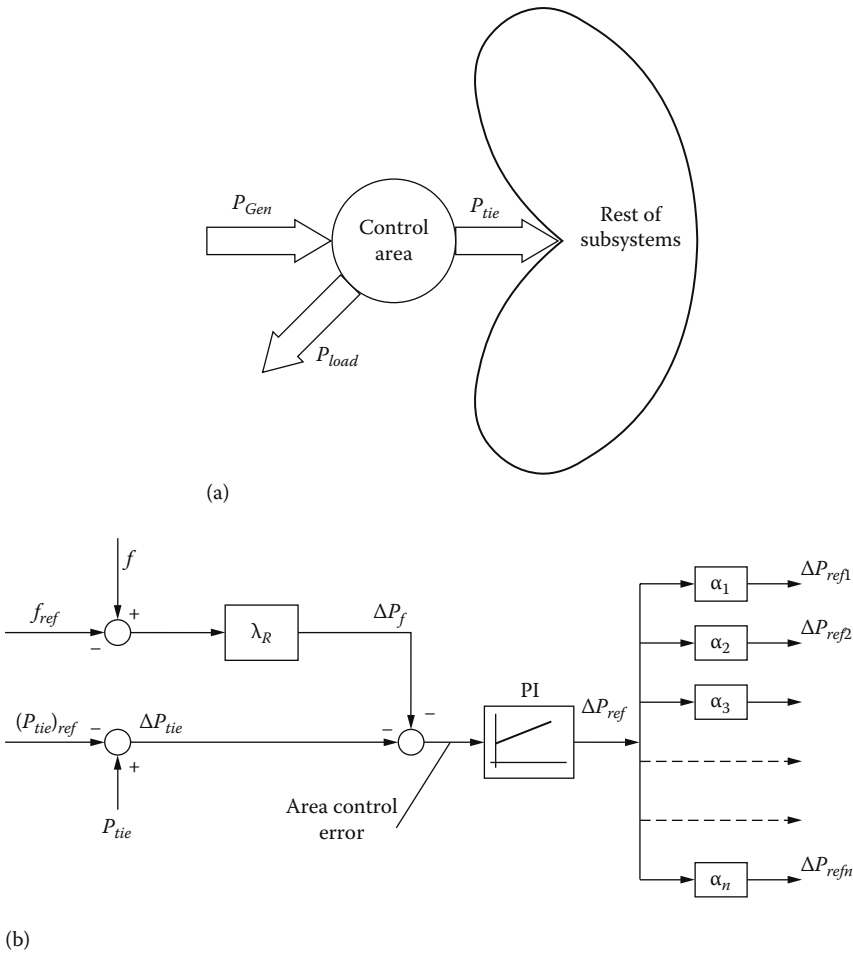 P_Gen
Control
area
P_tie
Rest of
subsystems
P_load
(a)
f
f_ref
+
−
λ_R
ΔP_f
(P_tie)_ref
−
ΔP_tie
+
P_tie
−
−
Area control
error
PI
ΔP_ref
α_1
ΔP_ref1
α_2
ΔP_ref2
α_3
α_n
ΔP_refn
(b)